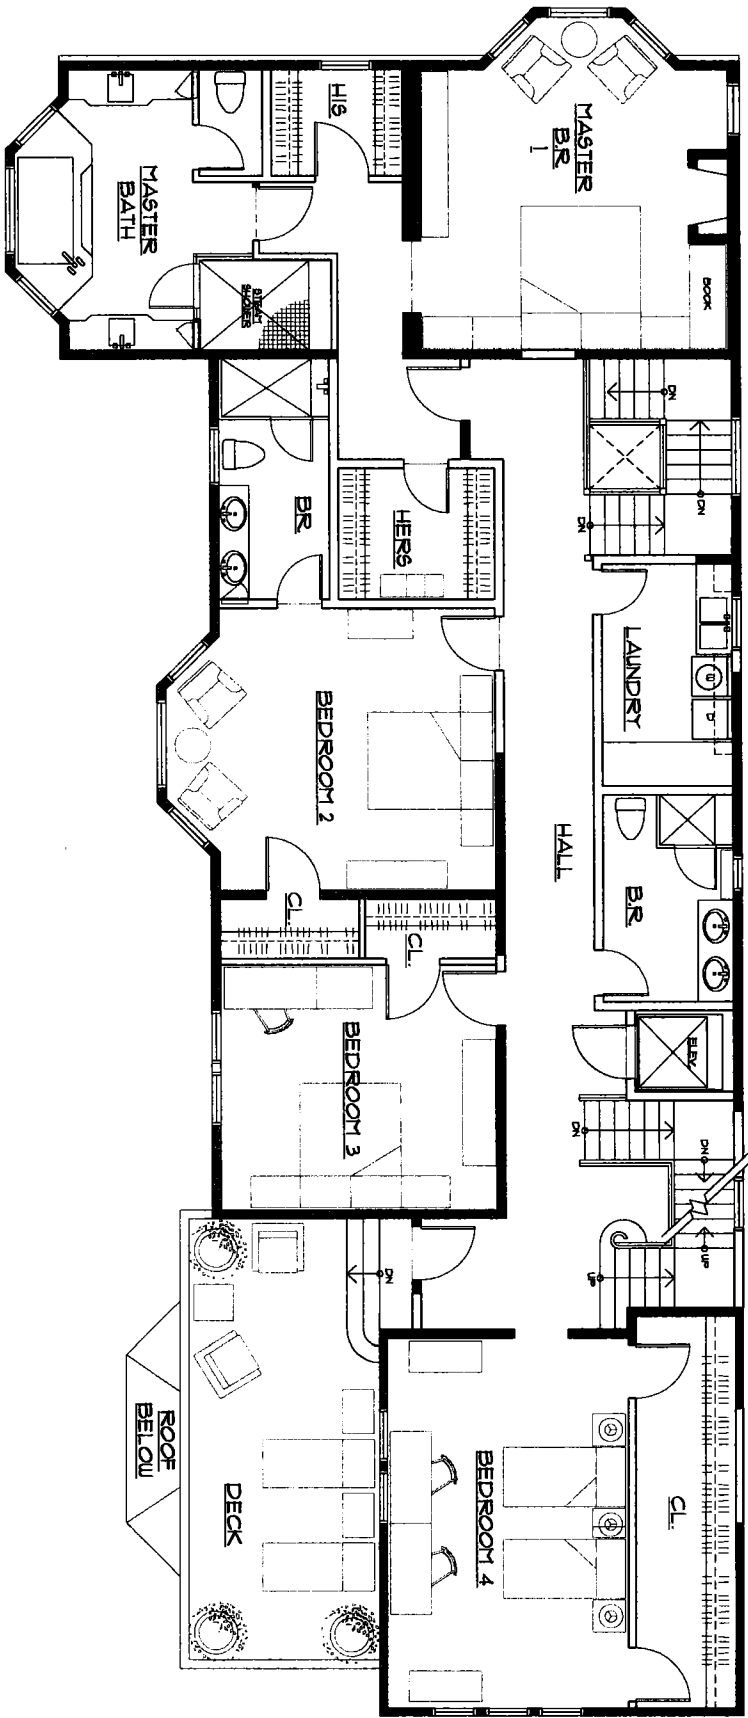 HIS
MASTER
B.R
1
MASTER
BATH
BOOK
STEAM
SHOWER
DN
DN
DN
BR
HERS
LAUNDRY
W
D
BEDROOM 2
HALL
B.R.
CL.
CL.
BEDROOM 3
ELEV.
DN
DN
UP
UP
DN
ROOF
BELOW
DECK
BEDROOM 4
CL.